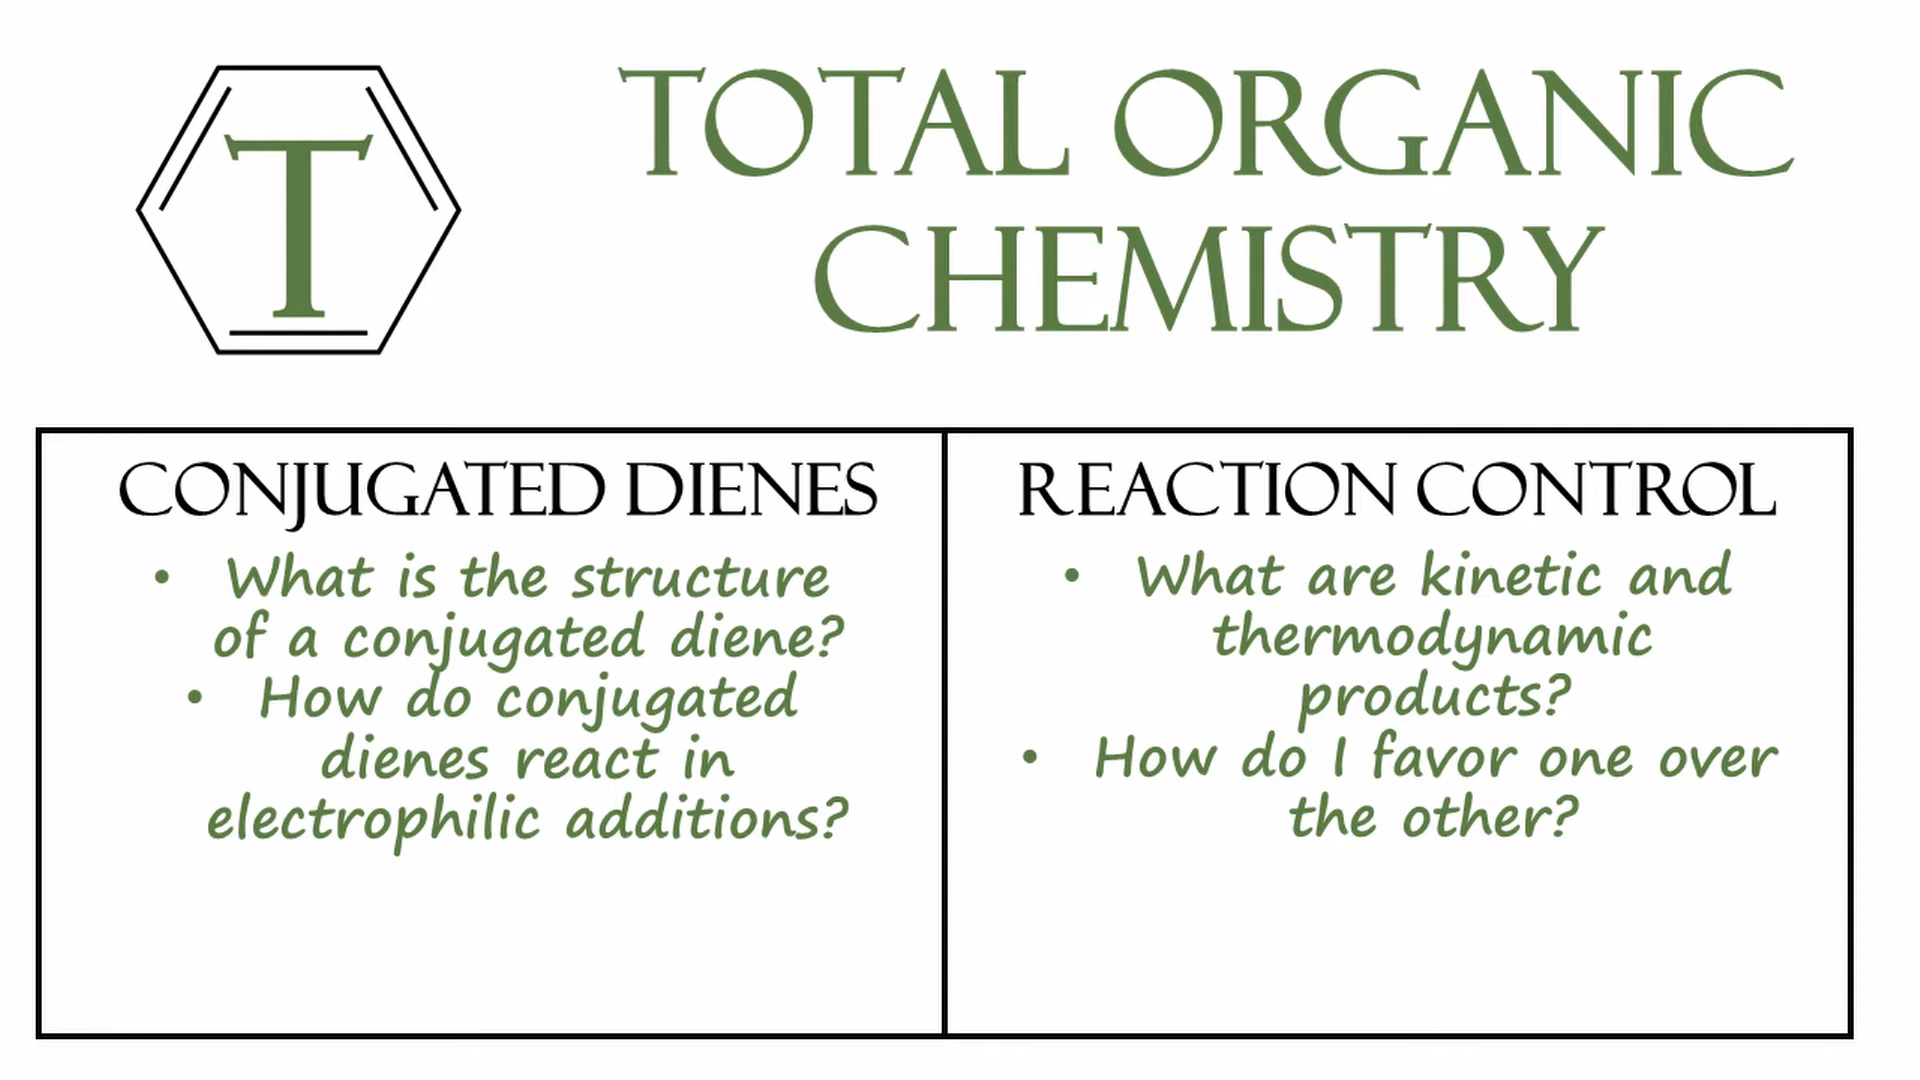 T
TOTAL ORGANIC
CHEMISTRY
CONJUGATED DIENES
• What is the structure
of a conjugated diene?
• How do conjugated
dienes react in
electrophilic additions?
REACTION CONTROL
• What are kinetic and
thermodynamic
products?
• How do I favor one over
the other?